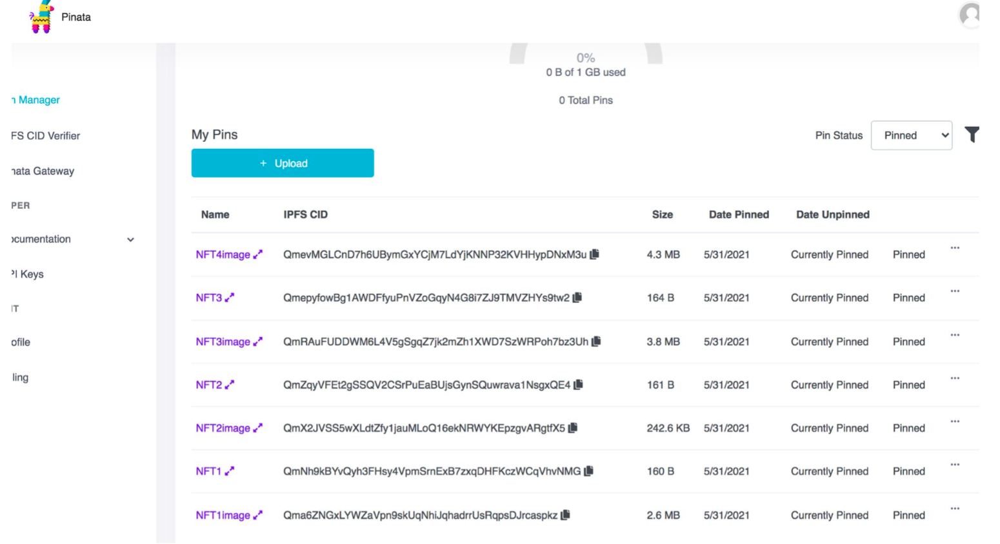 Pinata
0%
0 B of 1 GB used
0 Total Pins
n Manager
FS CID Verifier
nata Gateway
PER
ocumentation
PI Keys
IT
ofile
ling
My Pins
Pin Status Pinned
+ Upload
Name IPFS CID Size Date Pinned Date Unpinned
NFT4image QmevMGLCnD7h6UBymGxYCjM7LdYjKNNP32KVHHypDNxM3u 4.3 MB 5/31/2021 Currently Pinned Pinned ...
NFT3 QmepyfowBg1AWDFfyuPnVZoGqyN4G8i7ZJ9TMVZHYs9tw2 164 B 5/31/2021 Currently Pinned Pinned ...
NFT3image QmRAuFUDDWM6L4V5gSgqZ7jk2mZh1XWD7SzWRPoh7bz3Uh 3.8 MB 5/31/2021 Currently Pinned Pinned ...
NFT2 QmZqyVFEt2gSSQV2CSrPuEaBUjsGynSQuwrava1NsgxQE4 161 B 5/31/2021 Currently Pinned Pinned ...
NFT2image QmX2JVSS5wXLdtZfy1jauMLoQ16ekNRWYKEpzgvARgtfX5 242.6 KB 5/31/2021 Currently Pinned Pinned ...
NFT1 QmNh9kBYvQyh3FHsy4VpmSrnExB7zxqDHFKczWCqVhvNMG 160 B 5/31/2021 Currently Pinned Pinned ...
NFT1image Qma6ZNGxLYWZaVpn9skUqNhiJqhadrrUsRqpsDJrcaspkz 2.6 MB 5/31/2021 Currently Pinned Pinned ...